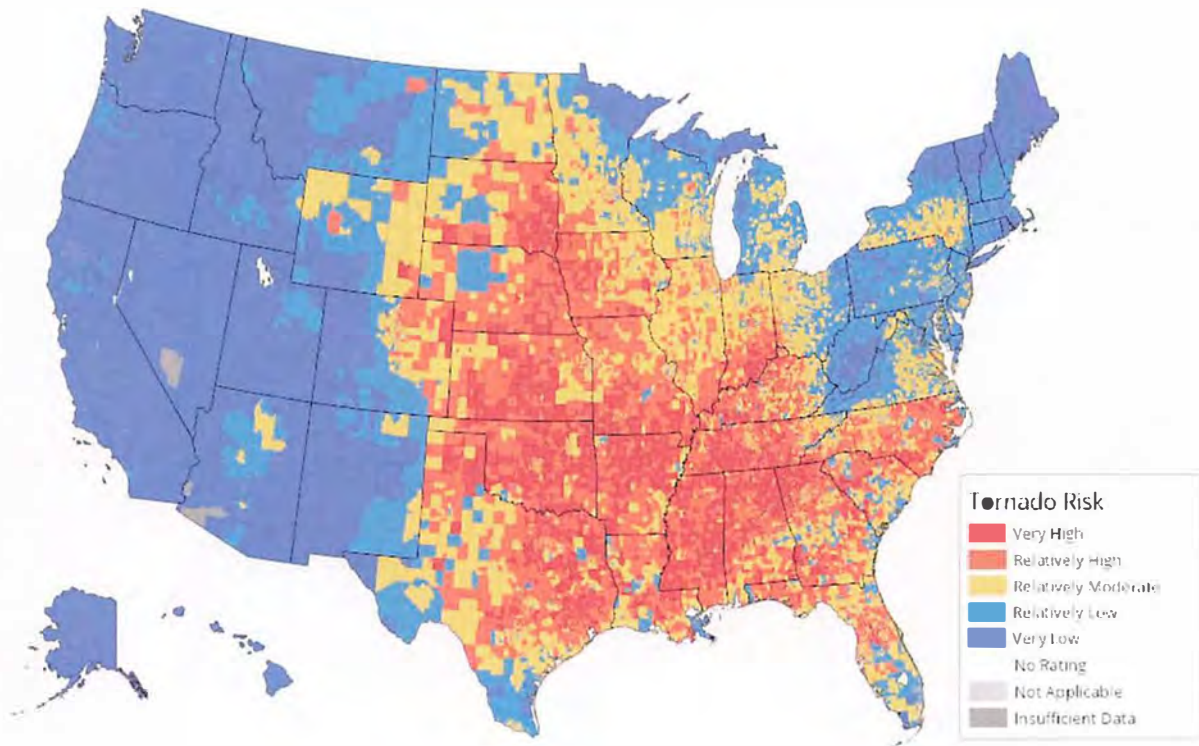 Tornado Risk
Very High
Relatively High
Relatively Moderate
Relatively Low
Very Low
No Rating
Not Applicable
Insufficient Data